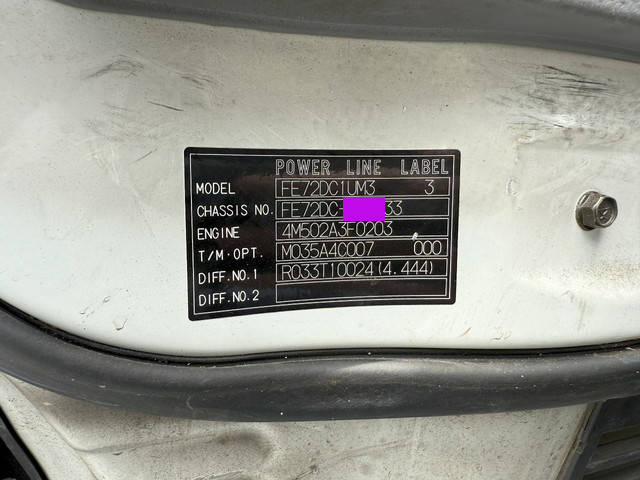 POWER LINE LABEL
MODEL FE72DC1UM3 3
CHASSIS NO. FE72DC- 33
ENGINE 4M502A3F0203
T/M·OPT. M035A4C007 000
DIFF.NO.1 R033T10024(4.444)
DIFF.NO.2